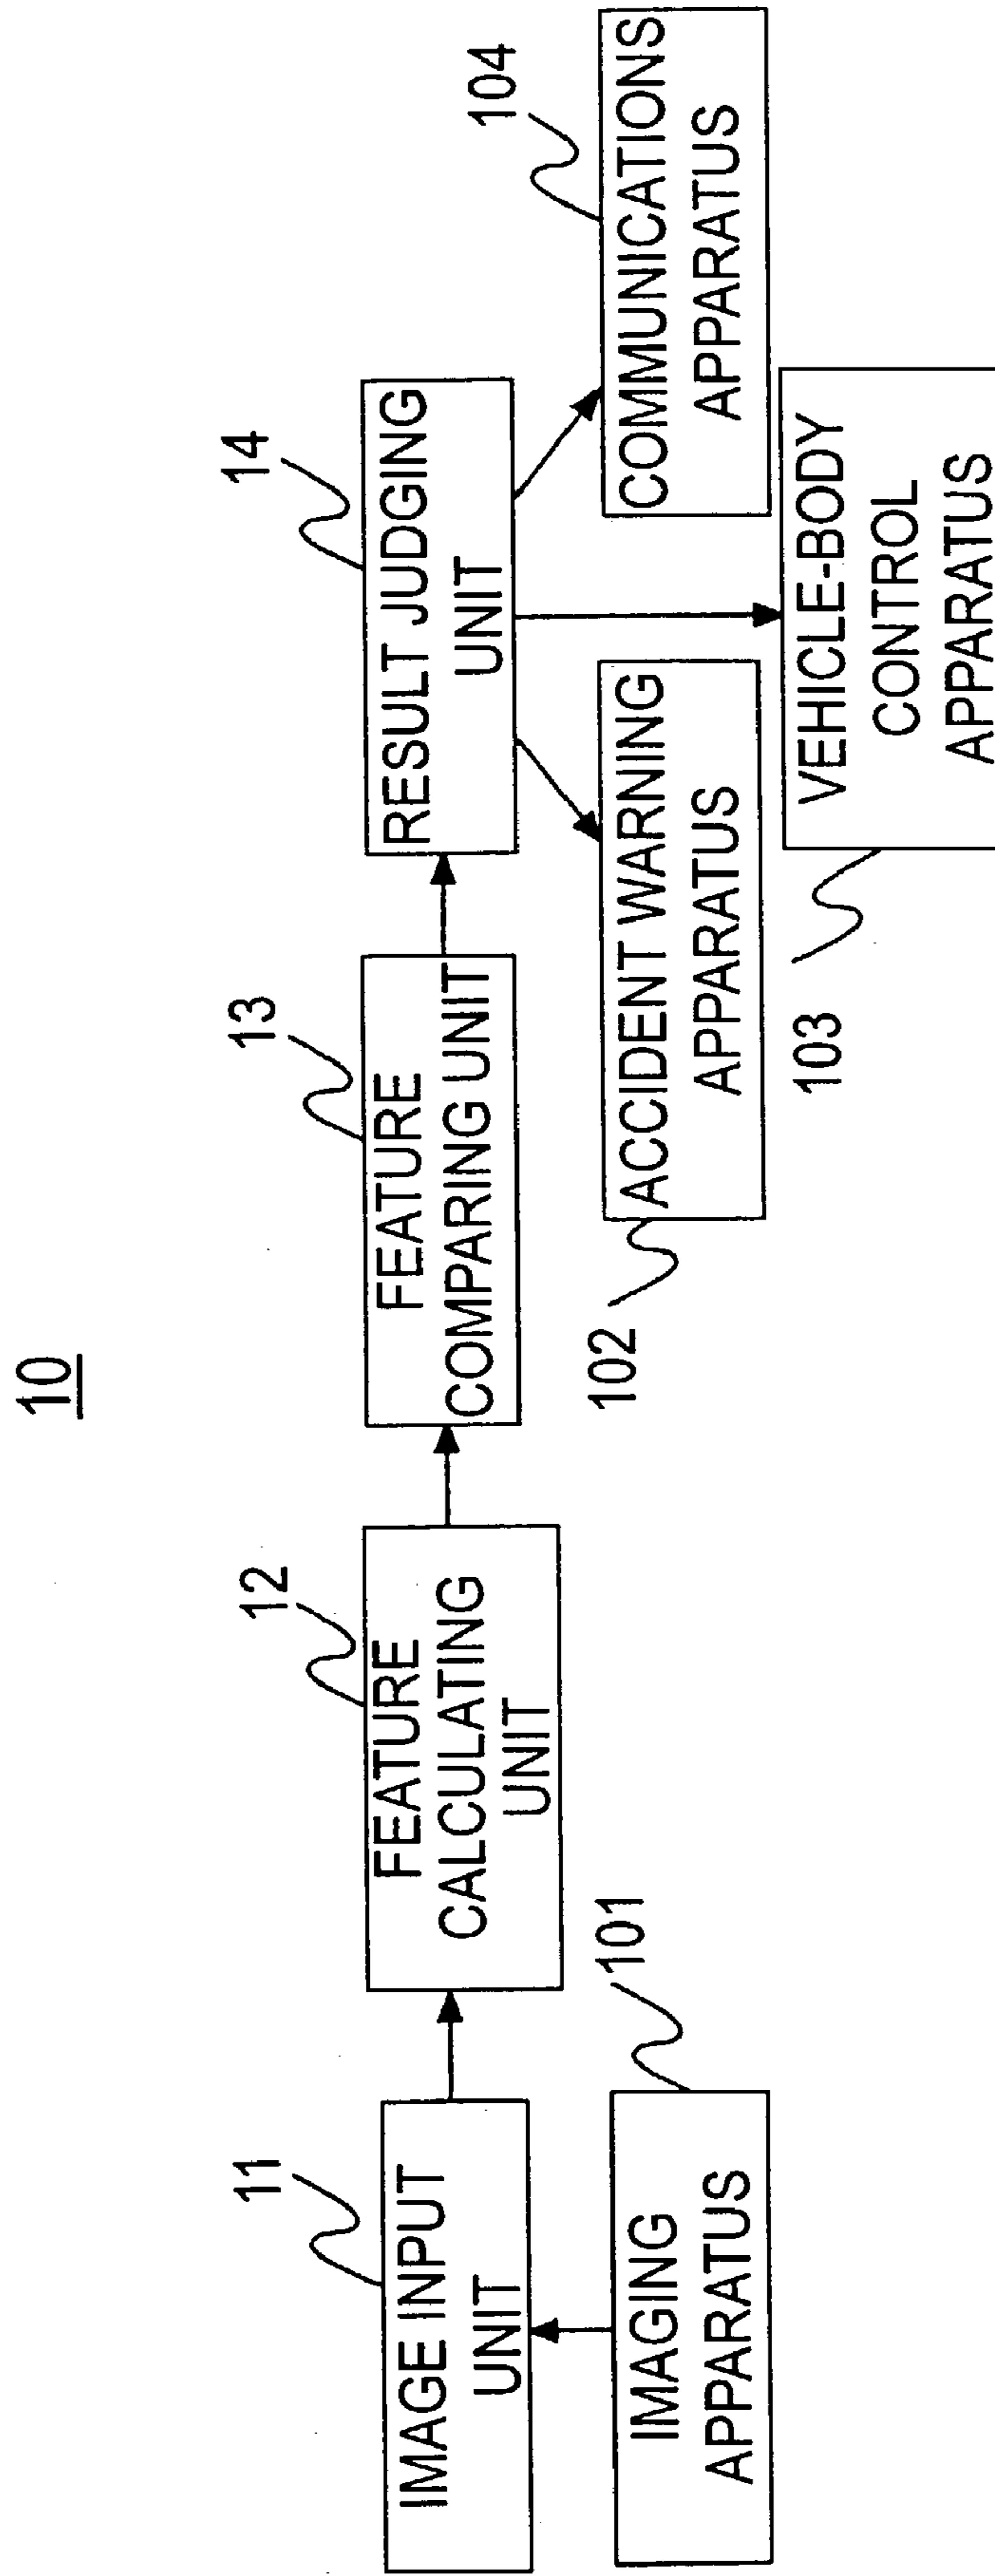 10
11
IMAGE INPUT
UNIT
12
FEATURE
CALCULATING
UNIT
13
FEATURE
COMPARING UNIT
14
RESULT JUDGING
UNIT
IMAGING
APPARATUS
101
102
ACCIDENT WARNING
APPARATUS
103
VEHICLE-BODY
CONTROL
APPARATUS
104
COMMUNICATIONS
APPARATUS